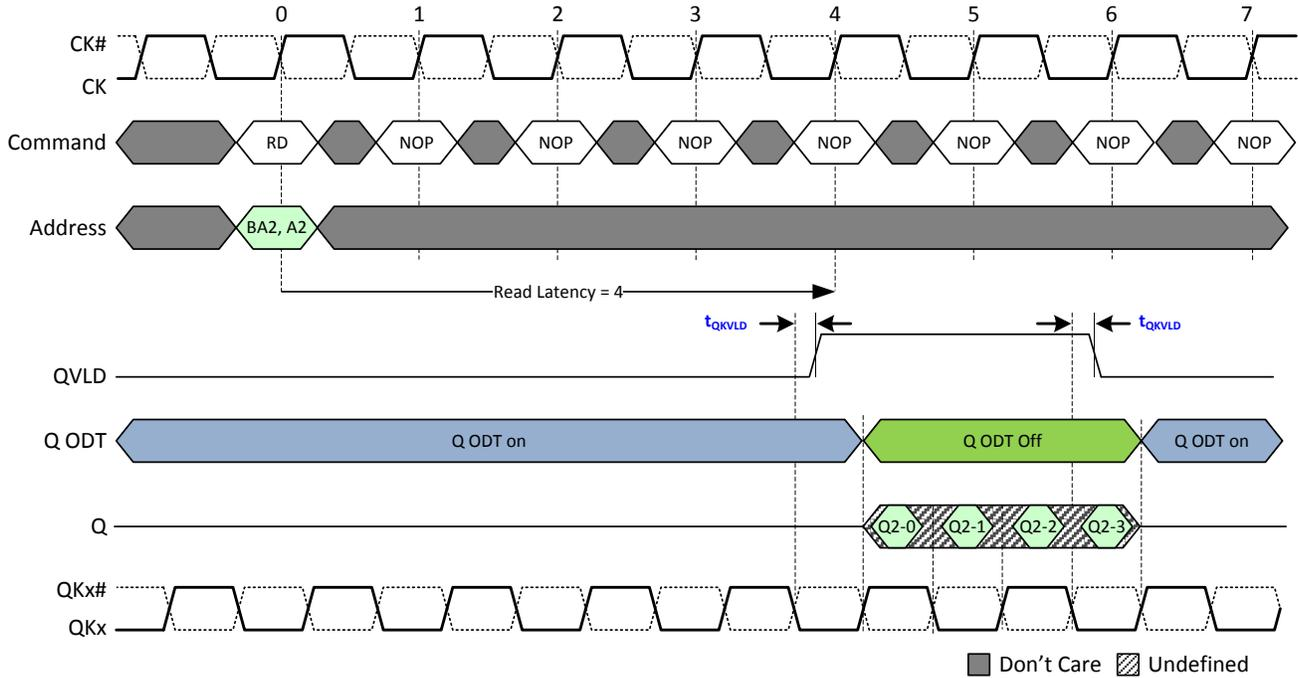 0 1 2 3 4 5 6 7
CK#
CK
Command RD NOP NOP NOP NOP NOP NOP NOP
Address BA2, A2
Read Latency = 4
tQKVLD tQKVLD
QVLD
Q ODT Q ODT on Q ODT Off Q ODT on
Q Q2-0 Q2-1 Q2-2 Q2-3
QKx#
QKx
Don't Care Undefined